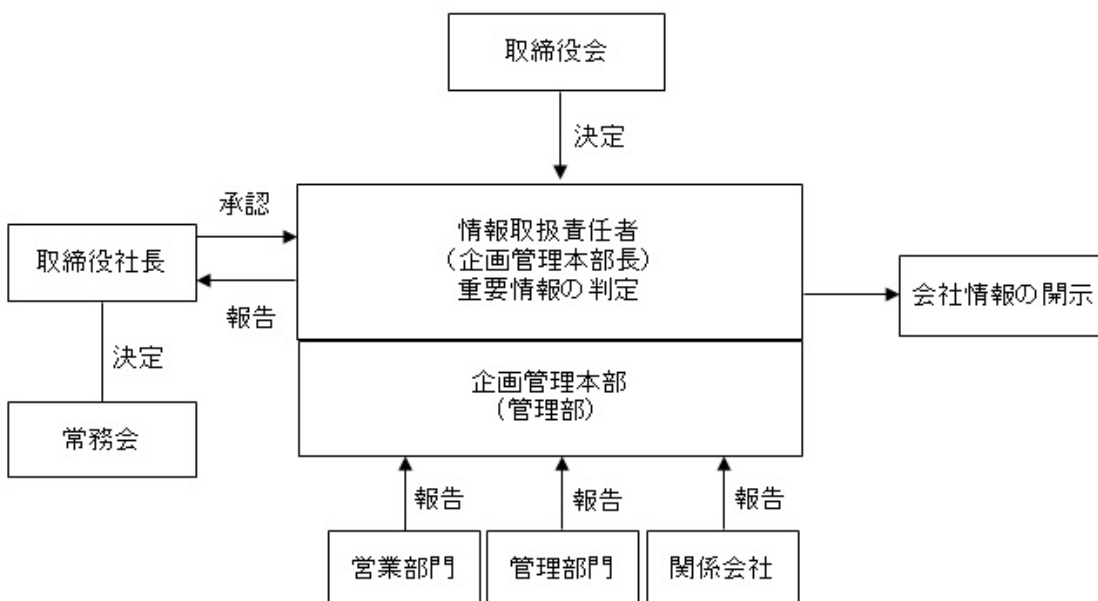 取締役会
決定
承認
情報取扱責任者
(企画管理本部長)
重要情報の判定
取締役社長
会社情報の開示
報告
決定
企画管理本部
(管理部)
常務会
報告
報告
報告
営業部門
管理部門
関係会社